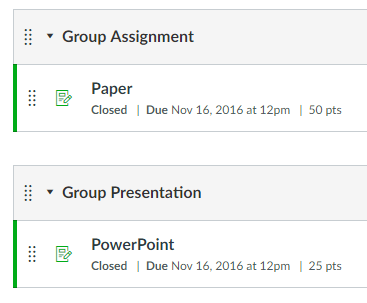 Group Assignment
Paper
Closed | Due Nov 16, 2016 at 12pm | 50 pts
Group Presentation
PowerPoint
Closed | Due Nov 16, 2016 at 12pm | 25 pts